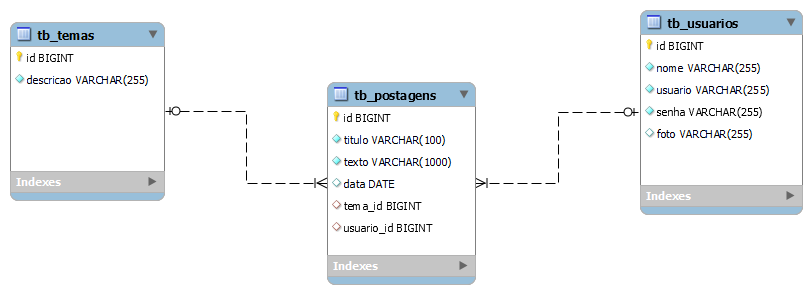 tb_temas
id BIGINT
descricao VARCHAR(255)
Indexes
tb_postagens
id BIGINT
titulo VARCHAR(100)
texto VARCHAR(1000)
data DATE
tema_id BIGINT
usuario_id BIGINT
Indexes
tb_usuarios
id BIGINT
nome VARCHAR(255)
usuario VARCHAR(255)
senha VARCHAR(255)
foto VARCHAR(255)
Indexes